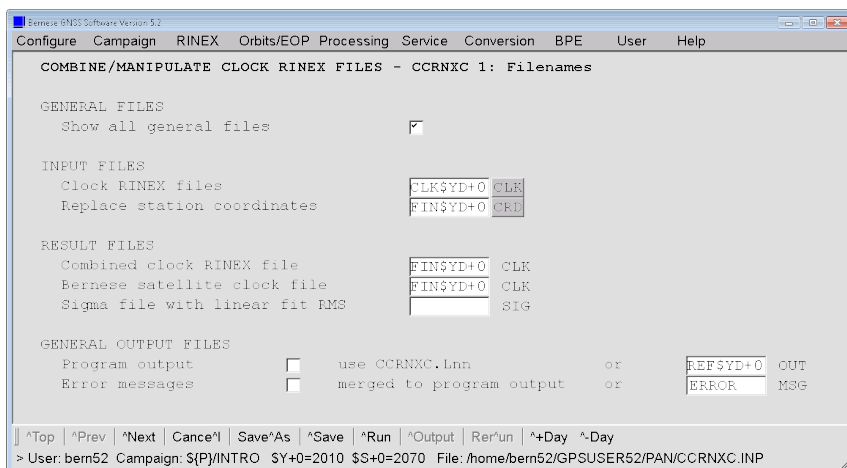 Bernese GNSS Software Version 5.2
Configure Campaign RINEX Orbits/EOP Processing Service Conversion BPE User Help
COMBINE/MANIPULATE CLOCK RINEX FILES - CCRNXC 1: Filenames
GENERAL FILES
Show all general files
INPUT FILES
Clock RINEX files CLK$YD+0 CLK
Replace station coordinates FIN$YD+0 CRD
RESULT FILES
Combined clock RINEX file FIN$YD+0 CLK
Bernese satellite clock file FIN$YD+0 CLK
Sigma file with linear fit RMS SIG
GENERAL OUTPUT FILES
Program output use CCRNXC.Lnn or REF$YD+0 OUT
Error messages merged to program output or ERROR MSG
^Top | ^Prev | ^Next | Cance^l | Save^As | ^Save | ^Run | ^Output | Rer^un | ^+Day ^-Day
> User: bern52 Campaign: ${P}/INTRO $Y+0=2010 $S+0=2070 File: /home/bern52/GPSUSER52/PAN/CCRNXC.INP